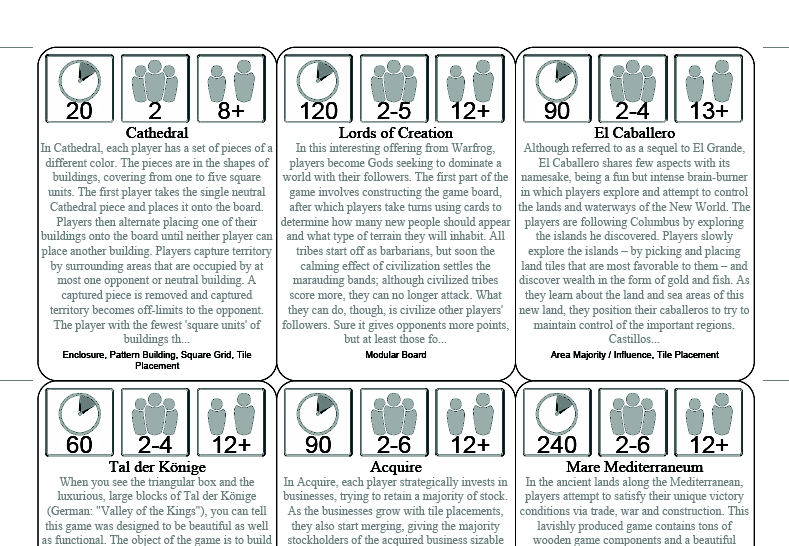 20
2
8+
Cathedral
In Cathedral, each player has a set of pieces of a
different color. The pieces are in the shapes of
buildings, covering from one to five square
units. The first player takes the single neutral
Cathedral piece and places it onto the board.
Players then alternate placing one of their
buildings onto the board until neither player can
place another building. Players capture territory
by surrounding areas that are occupied by at
most one opponent or neutral building. A
captured piece is removed and captured
territory becomes off-limits to the opponent.
The player with the fewest 'square units' of
buildings th...
Enclosure, Pattern Building, Square Grid, Tile
Placement
120
2-5
12+
Lords of Creation
In this interesting offering from Warfrog,
players become Gods seeking to dominate a
world with their followers. The first part of the
game involves constructing the game board,
after which players take turns using cards to
determine how many new people should appear
and what type of terrain they will inhabit. All
tribes start off as barbarians, but soon the
calming effect of civilization settles the
marauding bands; although civilized tribes
score more, they can no longer attack. What
they can do, though, is civilize other players'
followers. Sure it gives opponents more points,
but at least those fo...
Modular Board
90
2-4
13+
El Caballero
Although referred to as a sequel to El Grande,
El Caballero shares few aspects with its
namesake, being a fun but intense brain-burner
in which players explore and attempt to control
the lands and waterways of the New World. The
players are following Columbus by exploring
the islands he discovered. Players slowly
explore the islands – by picking and placing
land tiles that are most favorable to them – and
discover wealth in the form of gold and fish. As
they learn about the land and sea areas of this
new land, they position their caballeros to try to
maintain control of the important regions.
Castillos...
Area Majority / Influence, Tile Placement
60
2-4
12+
Tal der Könige
When you see the triangular box and the
luxurious, large blocks of Tal der Könige
(German: "Valley of the Kings"), you can tell
this game was designed to be beautiful as well
as functional. The object of the game is to build
90
2-6
12+
Acquire
In Acquire, each player strategically invests in
businesses, trying to retain a majority of stock.
As the businesses grow with tile placements,
they also start merging, giving the majority
stockholders of the acquired business sizable
240
2-6
12+
Mare Mediterraneum
In the ancient lands along the Mediterranean,
players attempt to satisfy their unique victory
conditions via trade, war and construction. This
lavishly produced game contains tons of
wooden game components and a beautiful